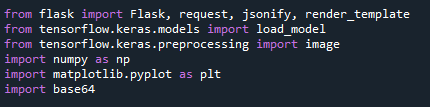 from flask import Flask, request, jsonify, render_template
from tensorflow.keras.models import load_model
from tensorflow.keras.preprocessing import image
import numpy as np
import matplotlib.pyplot as plt
import base64